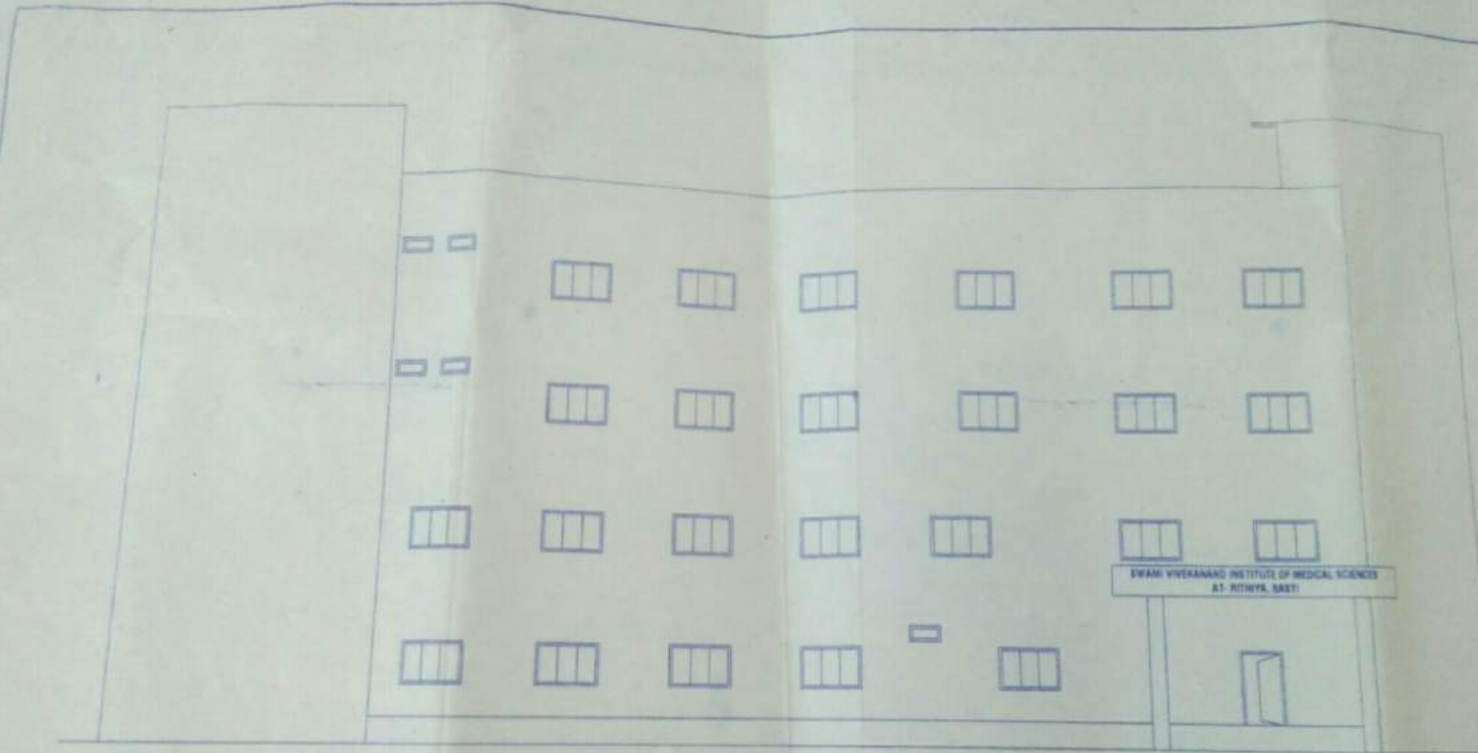 SWAMI VIVEKANAND INSTITUTE OF MEDICAL SCIENCES
AT- RITHIYA, BASTI